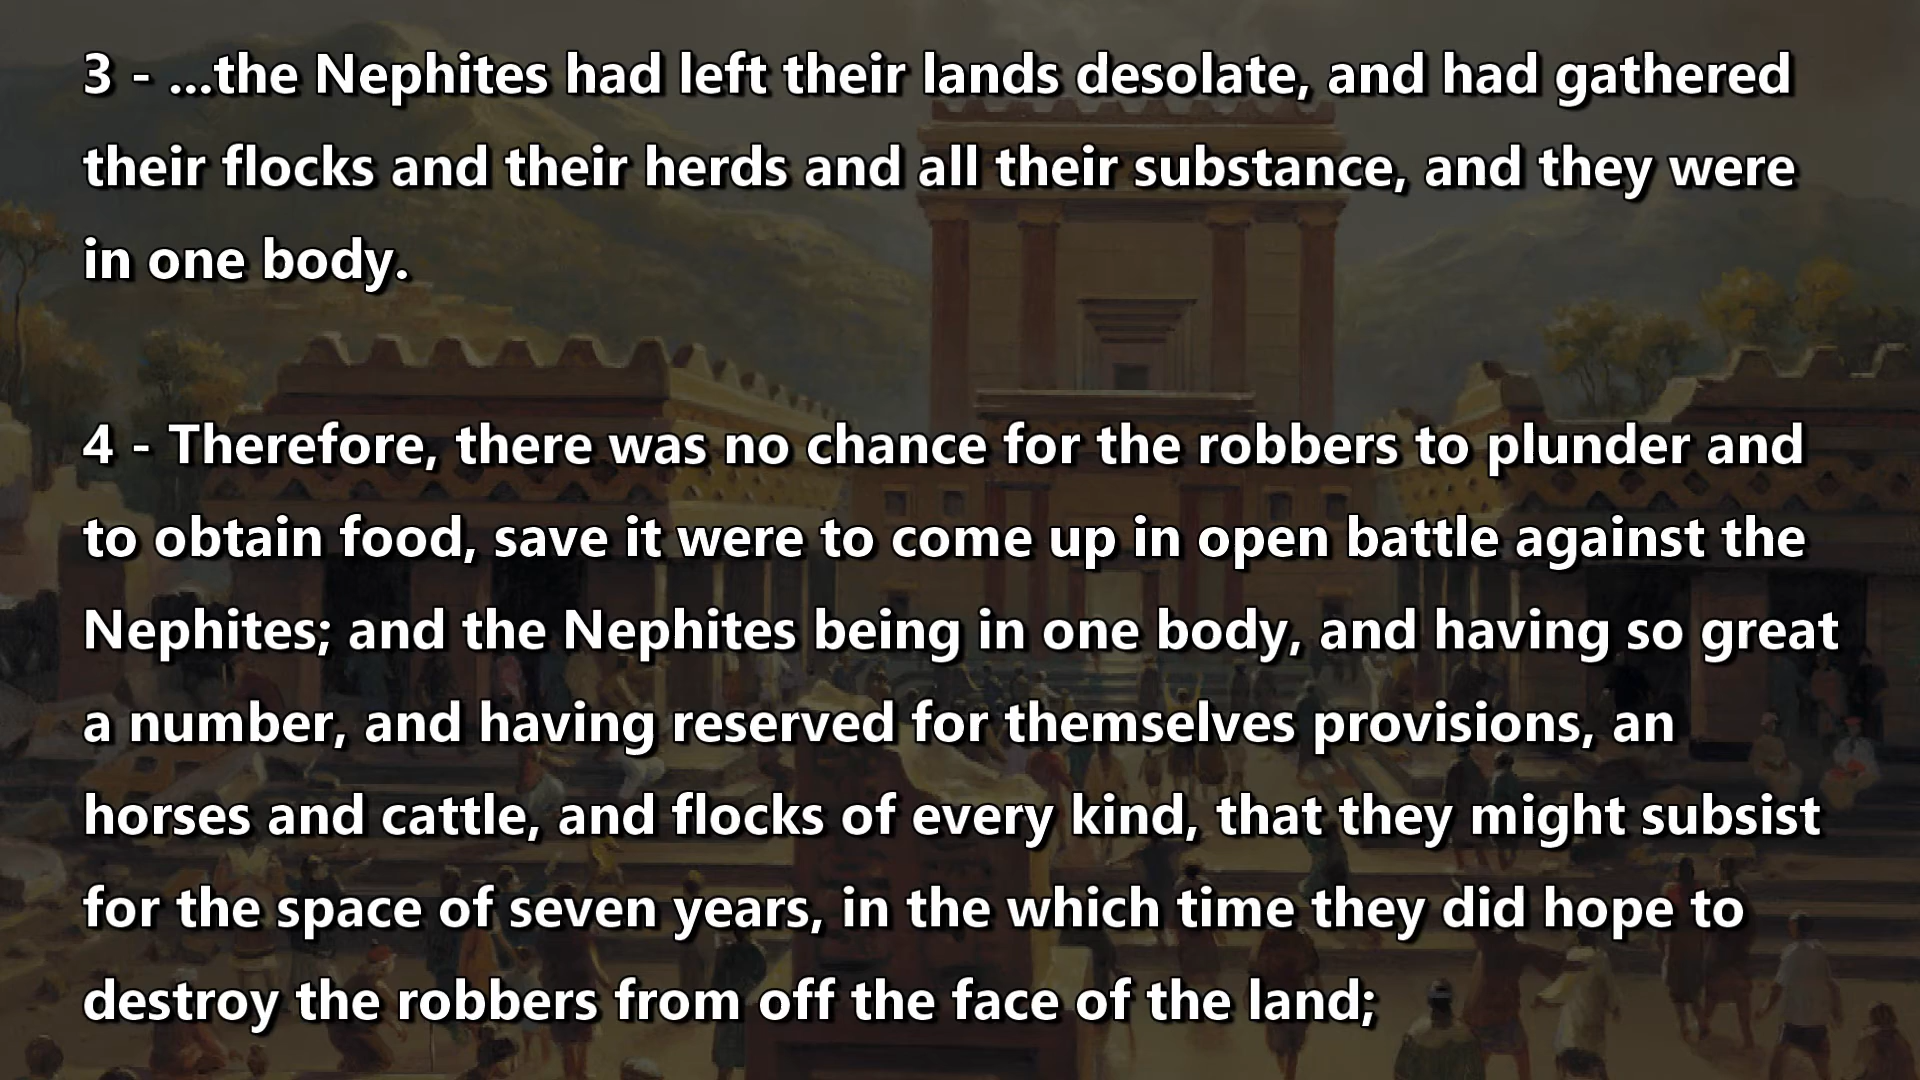 3 - ...the Nephites had left their lands desolate, and had gathered
their flocks and their herds and all their substance, and they were
in one body.
4 - Therefore, there was no chance for the robbers to plunder and
to obtain food, save it were to come up in open battle against the
Nephites; and the Nephites being in one body, and having so great
a number, and having reserved for themselves provisions, an
horses and cattle, and flocks of every kind, that they might subsist
for the space of seven years, in the which time they did hope to
destroy the robbers from off the face of the land;